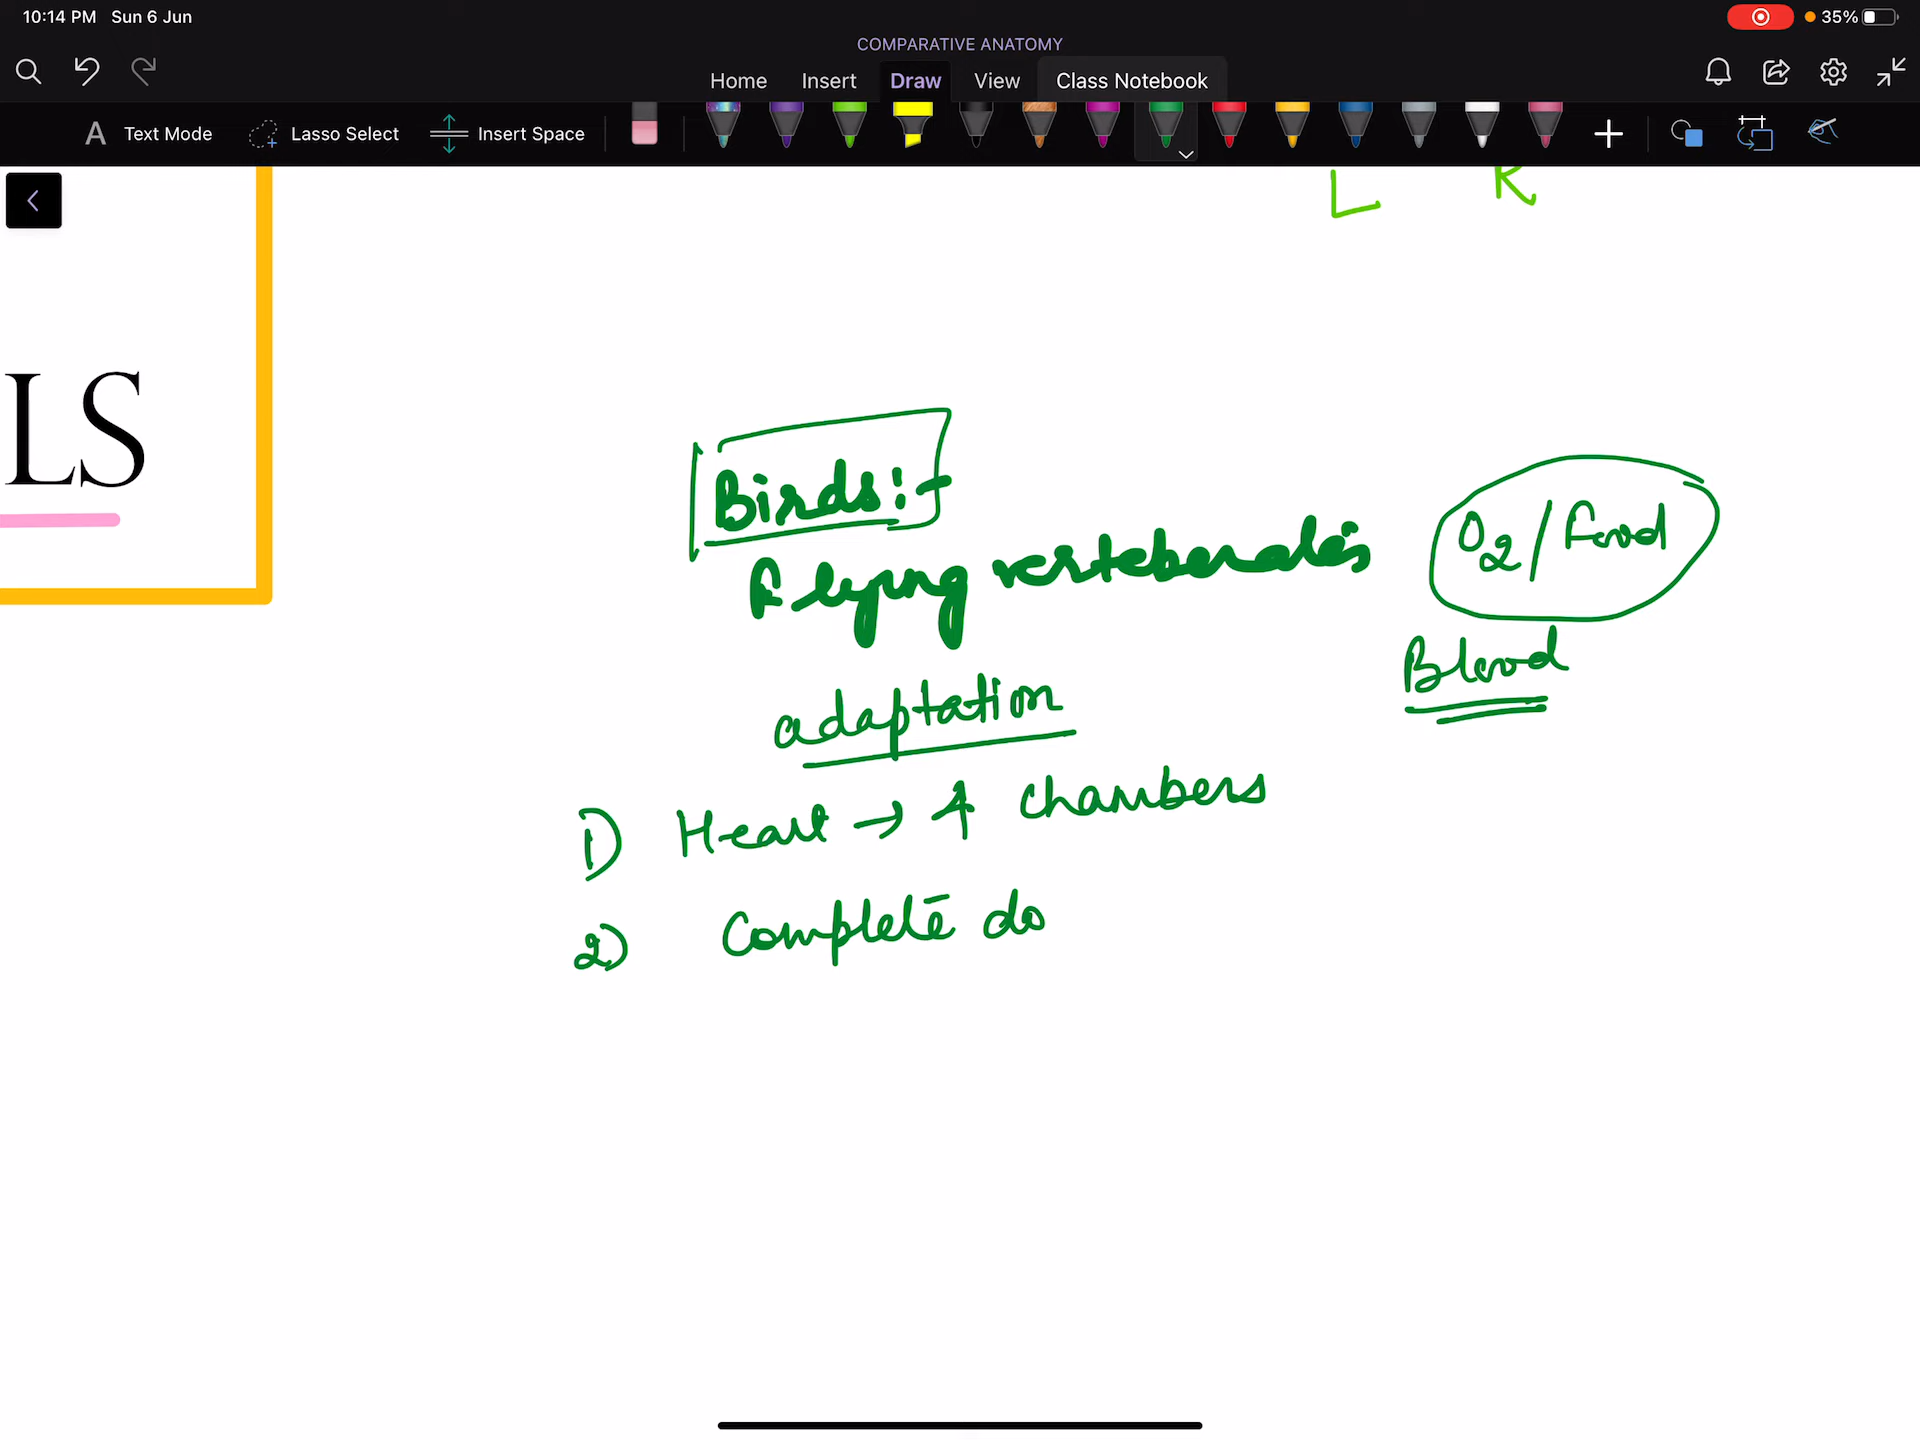 10:14 PM Sun 6 Jun
35%
COMPARATIVE ANATOMY
Home Insert Draw View Class Notebook
A Text Mode Lasso Select Insert Space
L R
LS
Birds:-
flying verteberates
O2/Food
Blood
adaptation
1) Heart → 4 chambers
2) Complete do